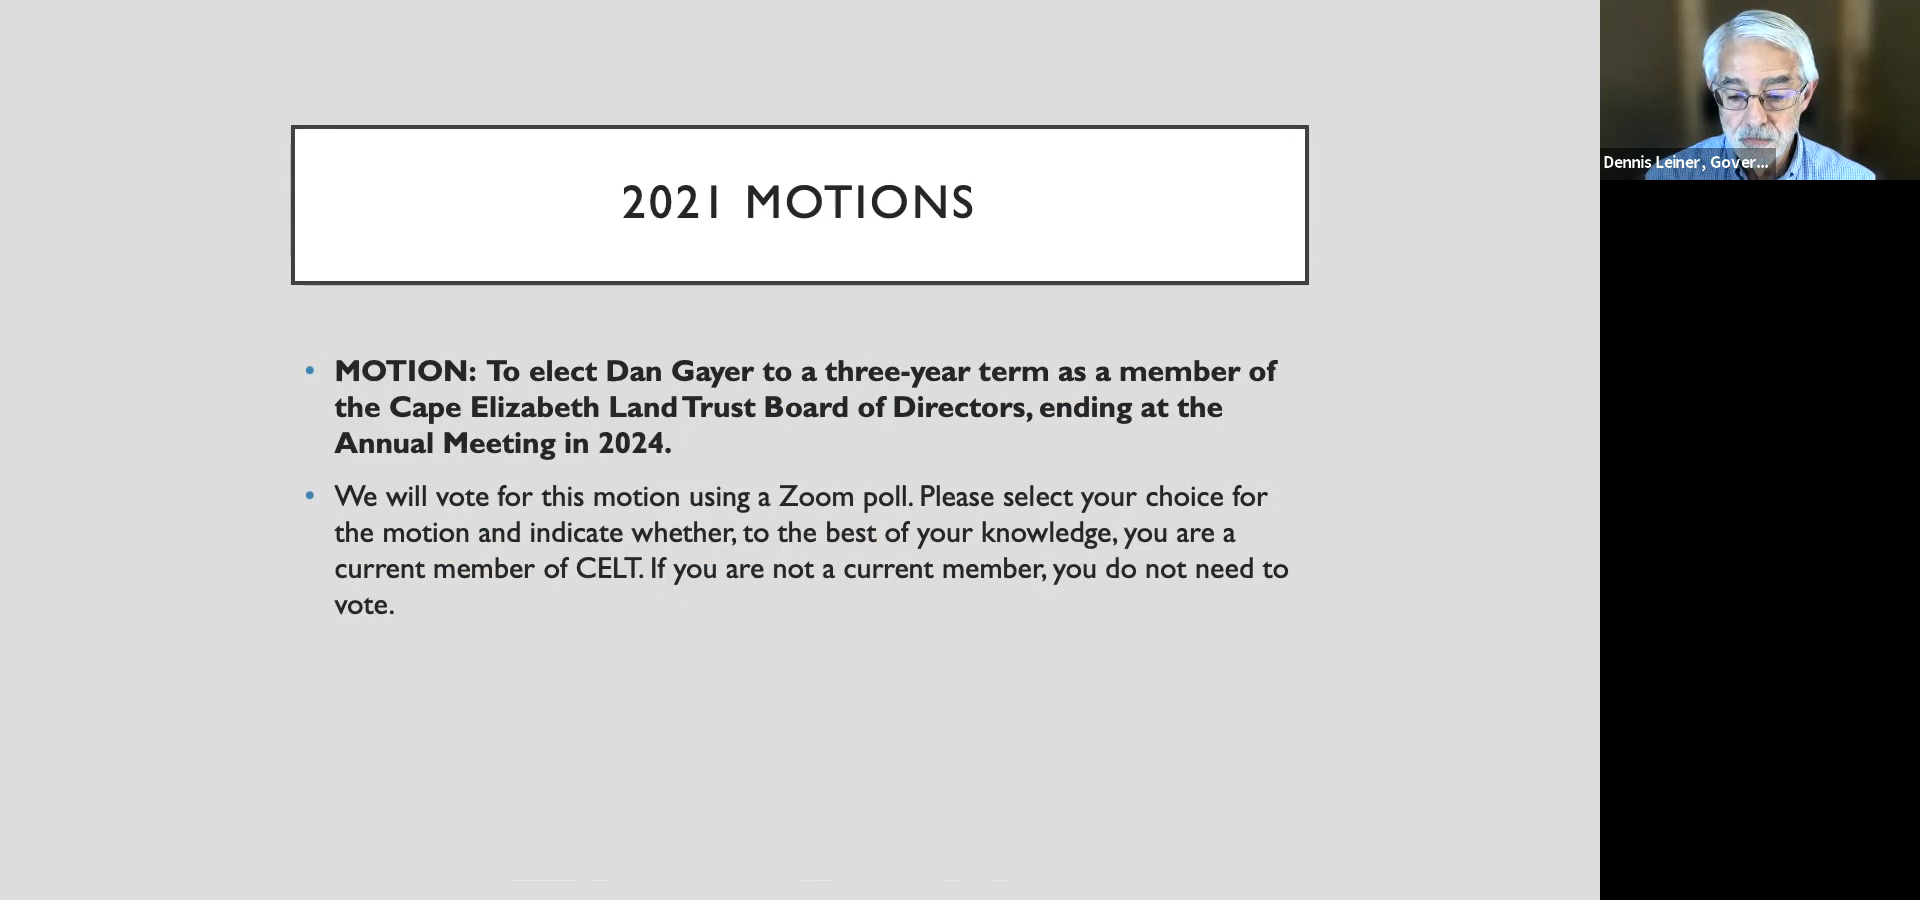 2021 MOTIONS
• MOTION: To elect Dan Gayer to a three-year term as a member of
the Cape Elizabeth Land Trust Board of Directors, ending at the
Annual Meeting in 2024.
• We will vote for this motion using a Zoom poll. Please select your choice for
the motion and indicate whether, to the best of your knowledge, you are a
current member of CELT. If you are not a current member, you do not need to
vote.
Dennis Leiner, Gover...